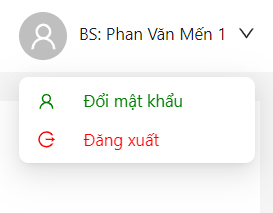 BS: Phan Văn Mến 1
Đổi mật khẩu
Đăng xuất